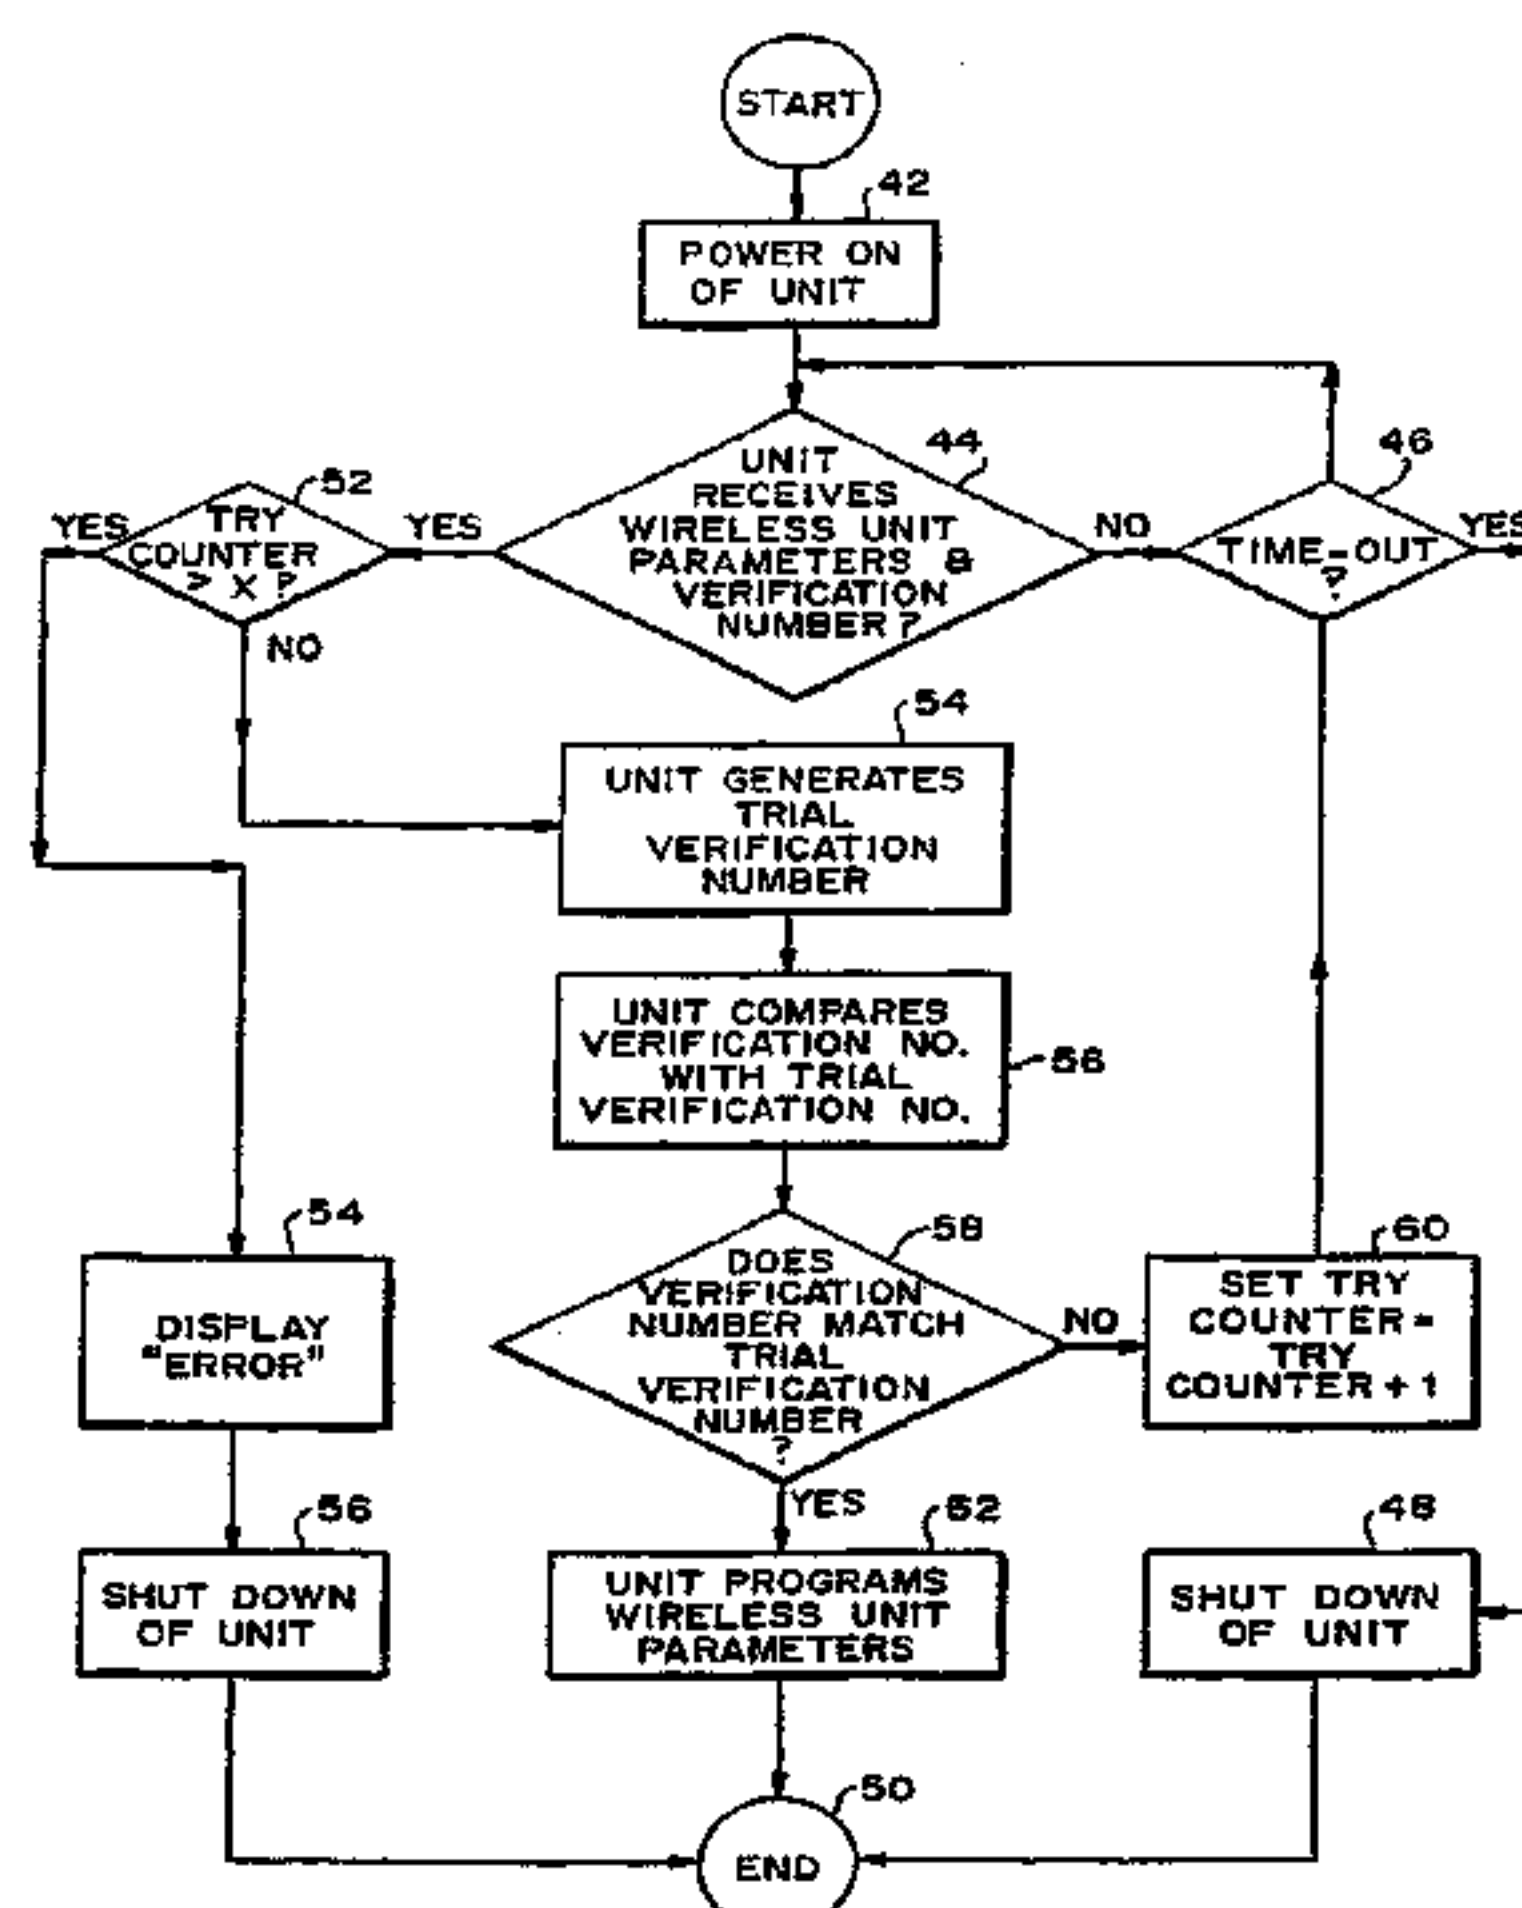 START
42
POWER ON
OF UNIT
44
UNIT
RECEIVES
WIRELESS UNIT
PARAMETERS &
VERIFICATION
NUMBER?
46
TIME-OUT
?
NO
YES
52
TRY
COUNTER
> X ?
YES
YES
NO
54
UNIT GENERATES
TRIAL
VERIFICATION
NUMBER
UNIT COMPARES
VERIFICATION NO.
WITH TRIAL
VERIFICATION NO.
56
54
DISPLAY
"ERROR"
58
DOES
VERIFICATION
NUMBER MATCH
TRIAL
VERIFICATION
NUMBER
?
NO
60
SET TRY
COUNTER =
TRY
COUNTER + 1
YES
56
SHUT DOWN
OF UNIT
62
UNIT PROGRAMS
WIRELESS UNIT
PARAMETERS
48
SHUT DOWN
OF UNIT
50
END